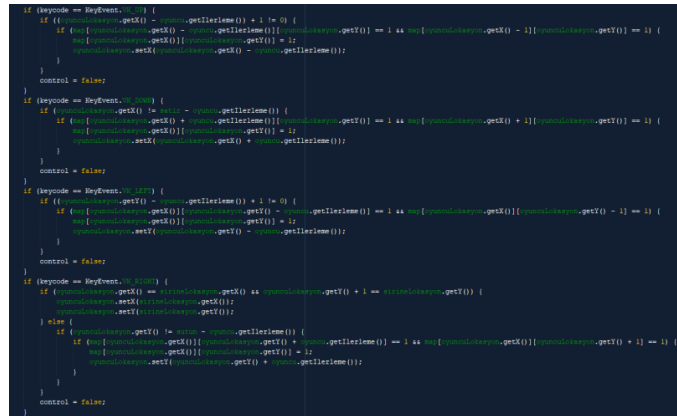 if (keycode == KeyEvent.VK_UP) {
if ((oyuncuLokasyon.getX() - oyuncu.getIlerleme()) + 1 != 0) {
if (map[oyuncuLokasyon.getX() - oyuncu.getIlerleme()][oyuncuLokasyon.getY()] == 1 && map[oyuncuLokasyon.getX() - 1][oyuncuLokasyon.getY()] == 1) {
map[oyuncuLokasyon.getX()][oyuncuLokasyon.getY()] = 1;
oyuncuLokasyon.setX(oyuncuLokasyon.getX() - oyuncu.getIlerleme());
}
}
control = false;
}
if (keycode == KeyEvent.VK_DOWN) {
if (oyuncuLokasyon.getX() != satir - oyuncu.getIlerleme()) {
if (map[oyuncuLokasyon.getX() + oyuncu.getIlerleme()][oyuncuLokasyon.getY()] == 1 && map[oyuncuLokasyon.getX() + 1][oyuncuLokasyon.getY()] == 1) {
map[oyuncuLokasyon.getX()][oyuncuLokasyon.getY()] = 1;
oyuncuLokasyon.setX(oyuncuLokasyon.getX() + oyuncu.getIlerleme());
}
}
control = false;
}
if (keycode == KeyEvent.VK_LEFT) {
if ((oyuncuLokasyon.getY() - oyuncu.getIlerleme()) + 1 != 0) {
if (map[oyuncuLokasyon.getX()][oyuncuLokasyon.getY() - oyuncu.getIlerleme()] == 1 && map[oyuncuLokasyon.getX()][oyuncuLokasyon.getY() - 1] == 1) {
map[oyuncuLokasyon.getX()][oyuncuLokasyon.getY()] = 1;
oyuncuLokasyon.setY(oyuncuLokasyon.getY() - oyuncu.getIlerleme());
}
}
control = false;
}
if (keycode == KeyEvent.VK_RIGHT) {
if (oyuncuLokasyon.getX() == sirineLokasyon.getX() && oyuncuLokasyon.getY() + 1 == sirineLokasyon.getY()) {
oyuncuLokasyon.setX(sirineLokasyon.getX());
oyuncuLokasyon.setY(sirineLokasyon.getY());
} else {
if (oyuncuLokasyon.getY() != sutun - oyuncu.getIlerleme()) {
if (map[oyuncuLokasyon.getX()][oyuncuLokasyon.getY() + oyuncu.getIlerleme()] == 1 && map[oyuncuLokasyon.getX()][oyuncuLokasyon.getY() + 1] == 1) {
map[oyuncuLokasyon.getX()][oyuncuLokasyon.getY()] = 1;
oyuncuLokasyon.setY(oyuncuLokasyon.getY() + oyuncu.getIlerleme());
}
}
}
control = false;
}